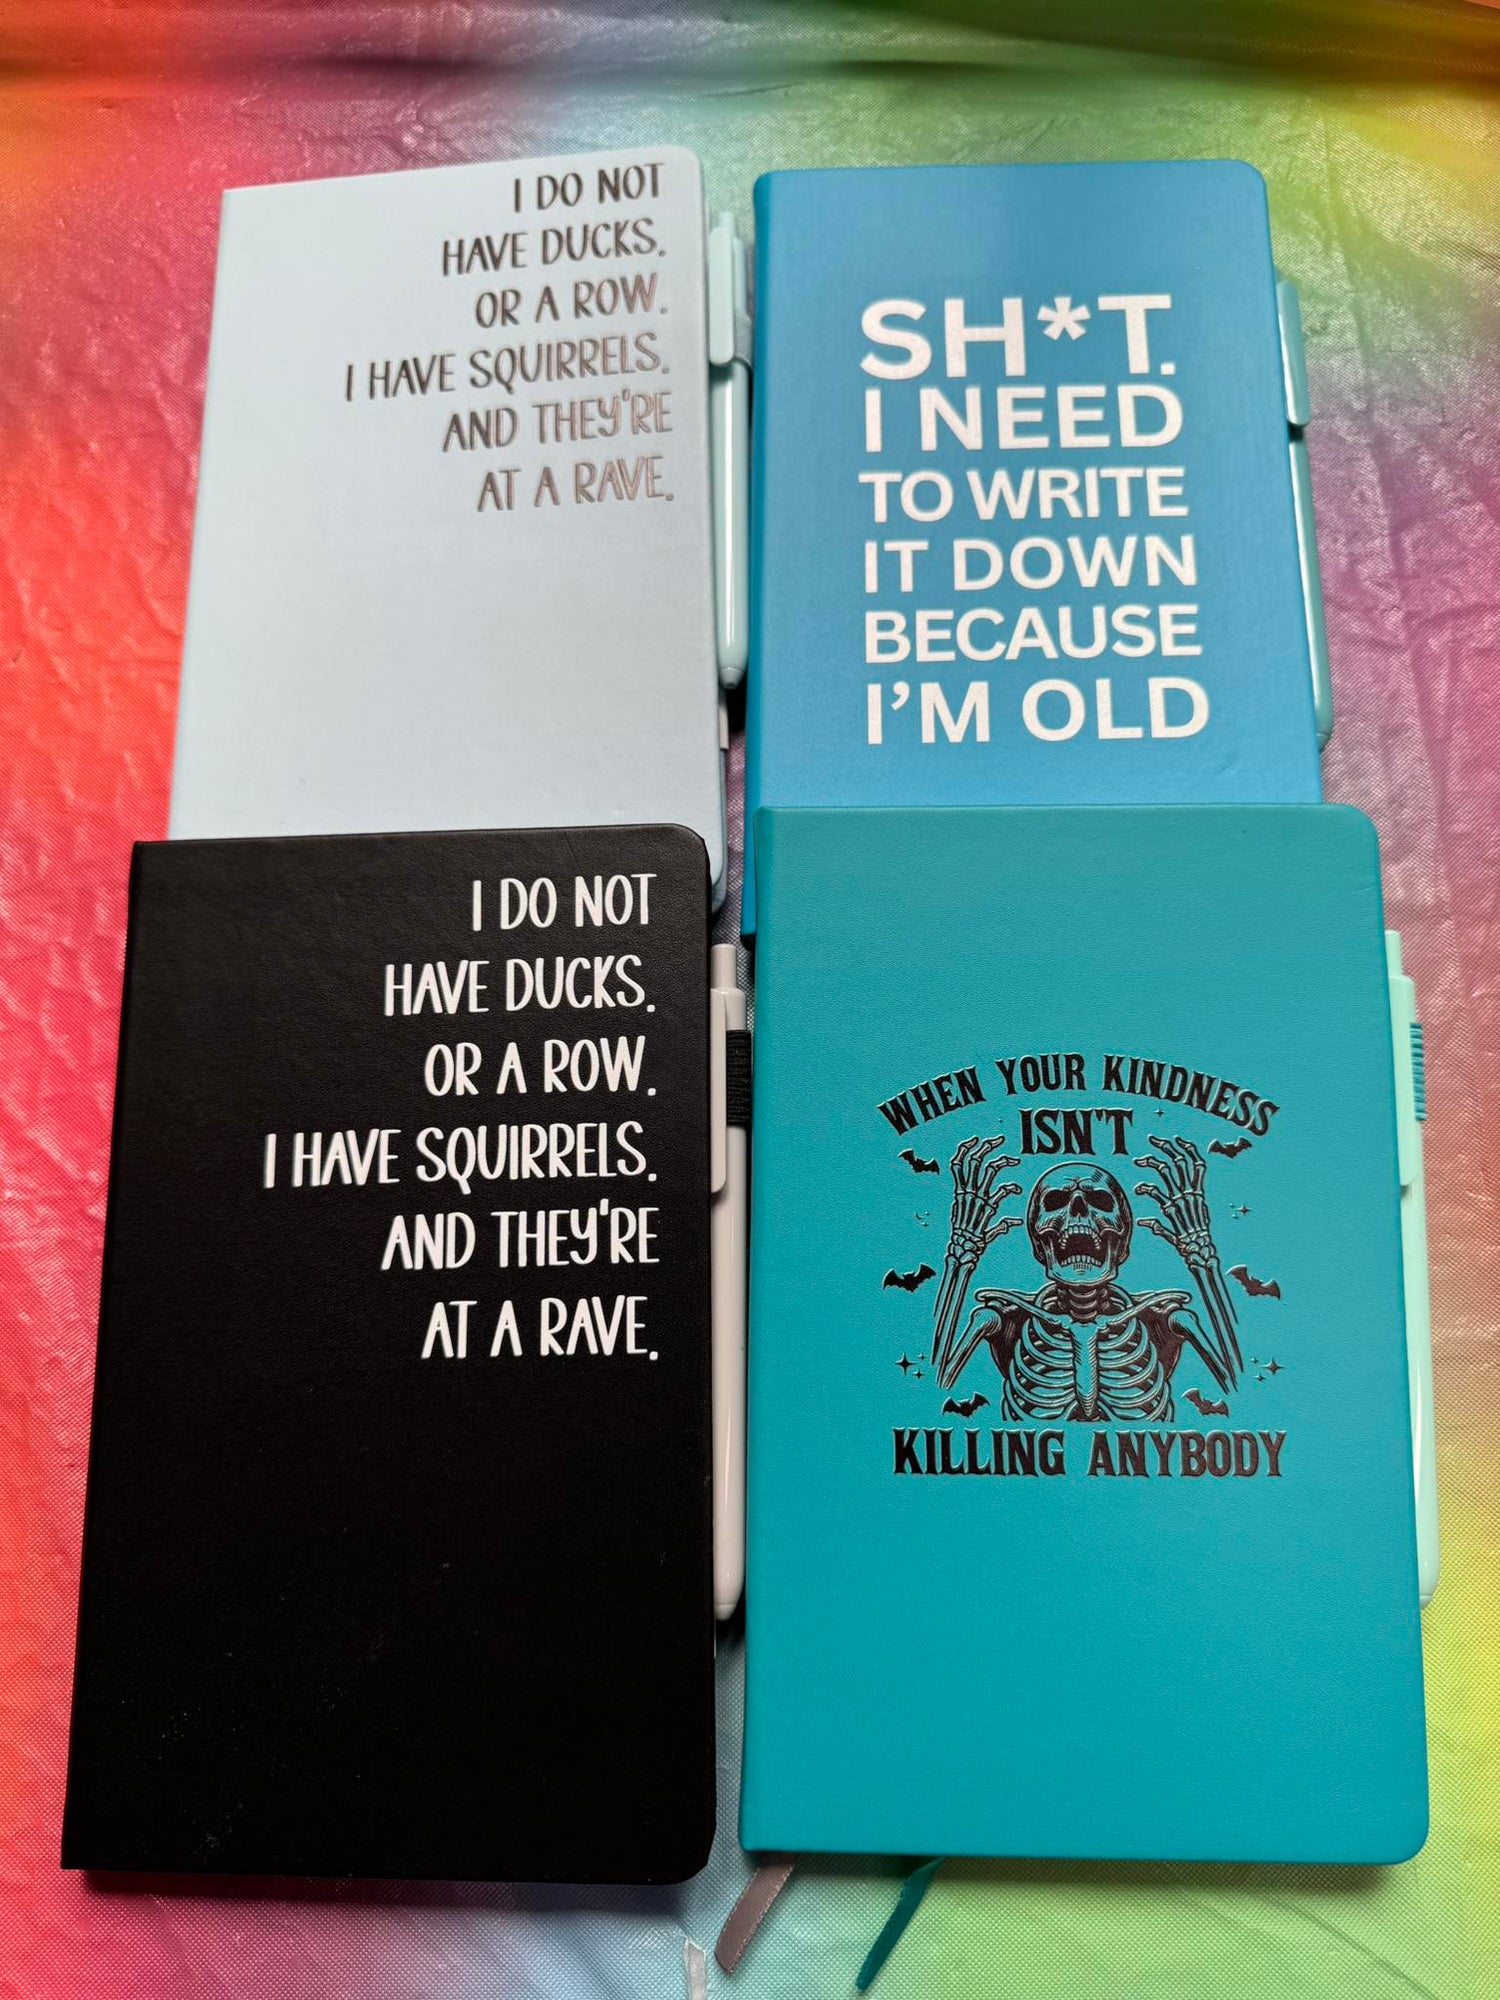 I DO NOT
HAVE DUCKS.
OR A ROW.
I HAVE SQUIRRELS.
AND THEY'RE
AT A RAVE.
SH*T.
I NEED
TO WRITE
IT DOWN
BECAUSE
I'M OLD
I DO NOT
HAVE DUCKS.
OR A ROW.
I HAVE SQUIRRELS.
AND THEY'RE
AT A RAVE.
WHEN YOUR KINDNESS
ISN'T
KILLING ANYBODY